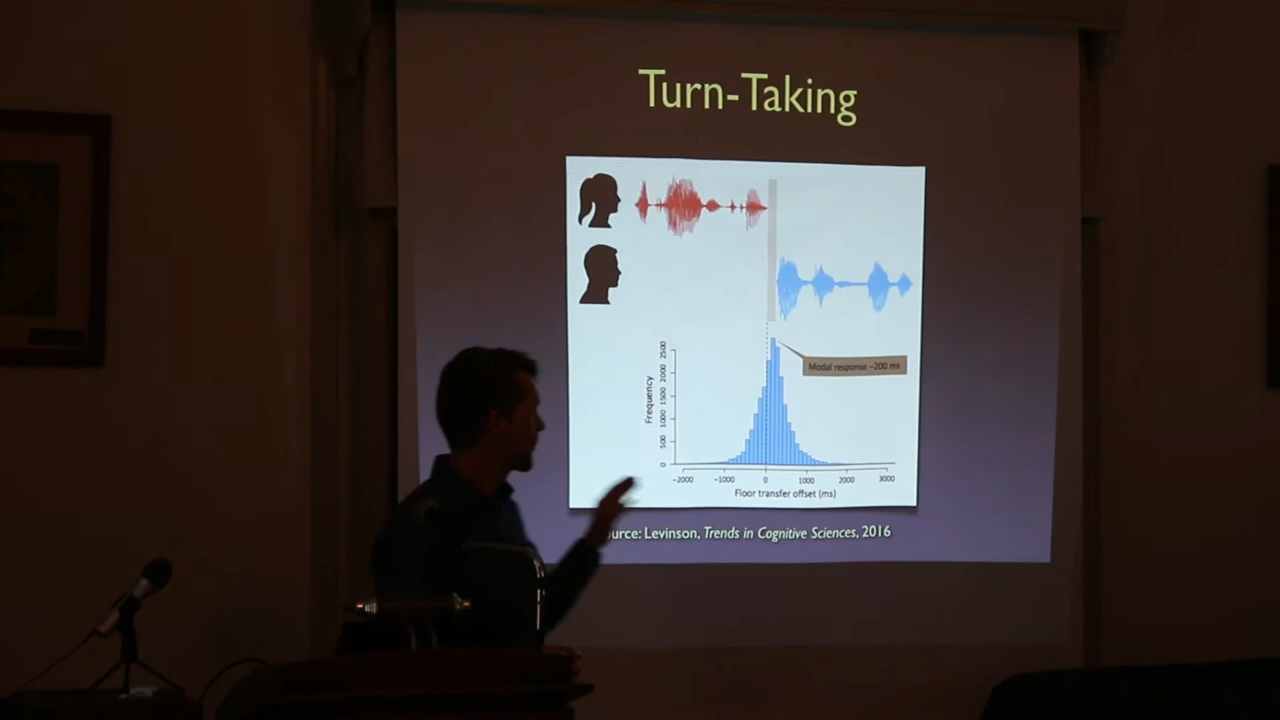 Turn-Taking
Modal response ~200 ms
Frequency
2500
2000
1500
1000
500
0
-2000 -1000 0 1000 2000 3000
Floor transfer offset (ms)
urce: Levinson, Trends in Cognitive Sciences, 2016